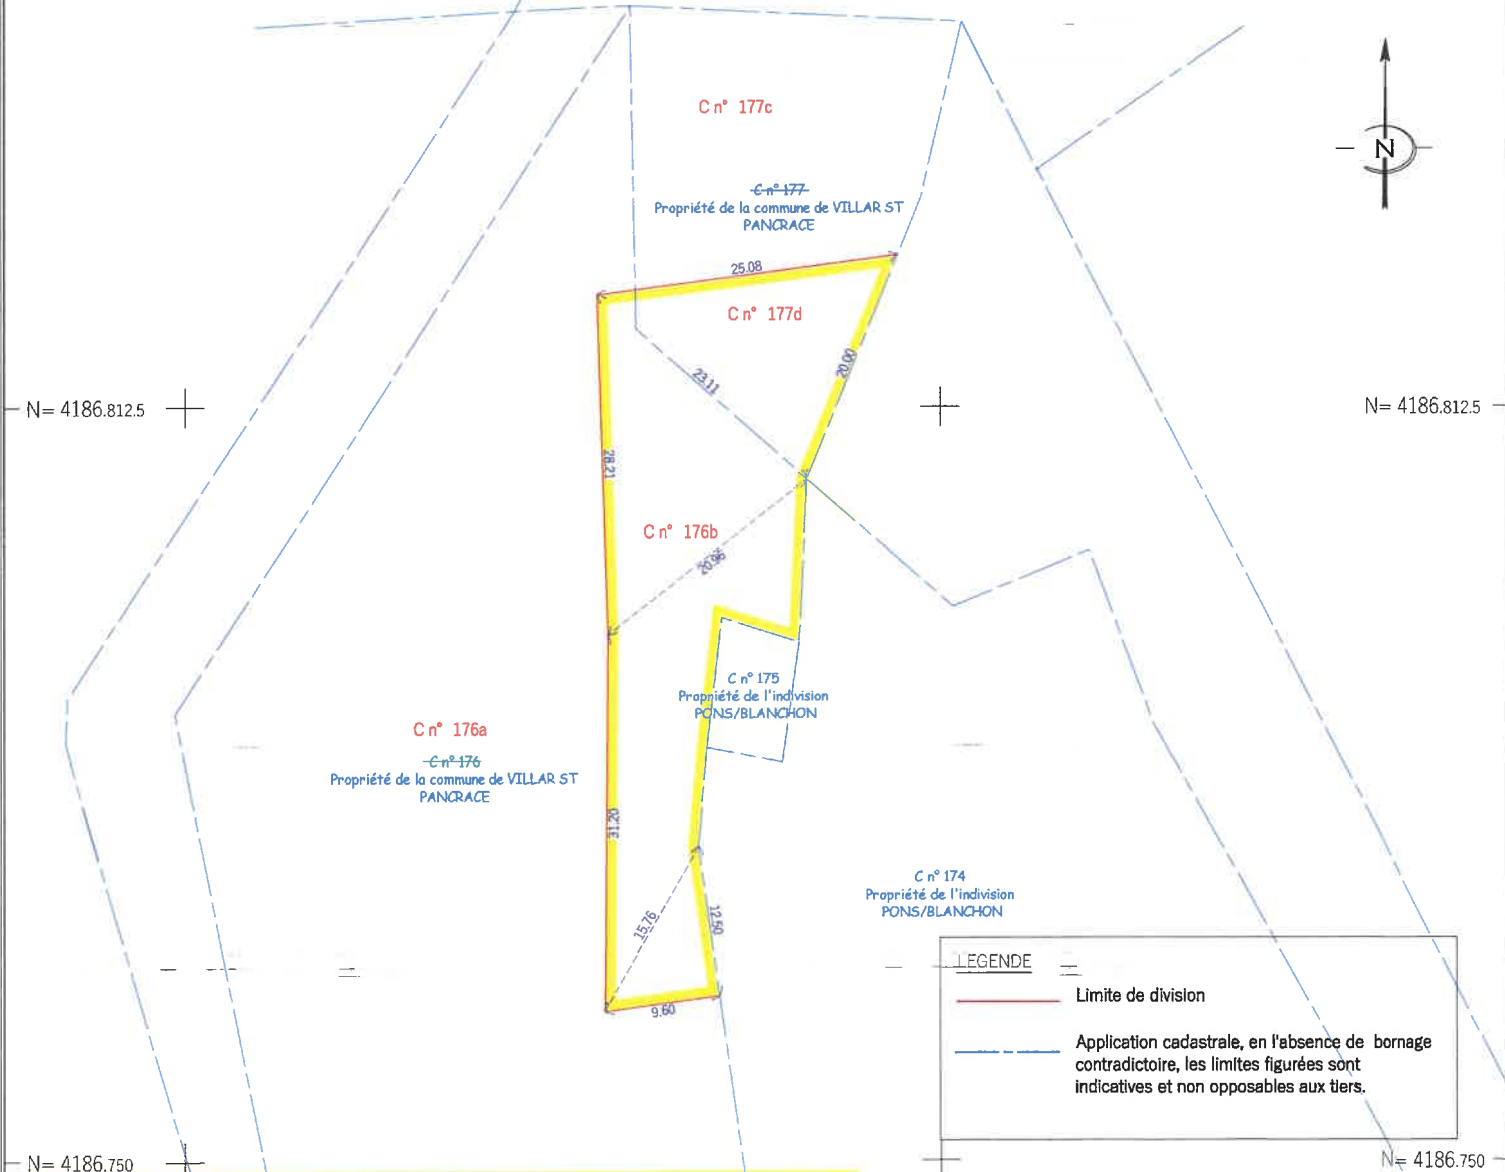 C n° 177c
N
C n° 177
Propriété de la commune de VILLAR ST
PANCRACE
25.08
C n° 177d
20.00
23.11
N= 4186.812.5
N= 4186.812.5
28.21
C n° 176b
20.96
C n° 175
Propriété de l'indivision
PONS/BLANCHON
C n° 176a
C n° 176
Propriété de la commune de VILLAR ST
PANCRACE
31.20
C n° 174
Propriété de l'indivision
PONS/BLANCHON
15.76
12.50
9.60
LEGENDE
Limite de division
Application cadastrale, en l'absence de bornage
contradictoire, les limites figurées sont
indicatives et non opposables aux tiers.
N= 4186.750
N= 4186.750